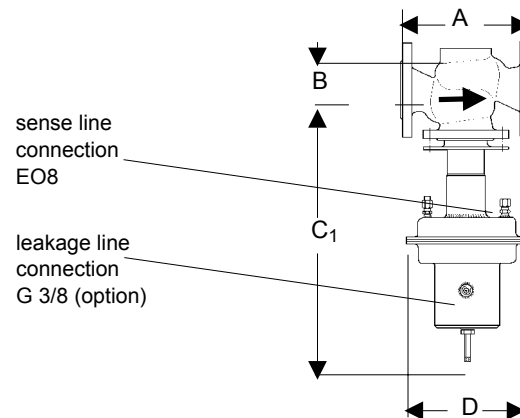 A
B
sense line
connection
EO8
C1
leakage line
connection
G 3/8 (option)
D